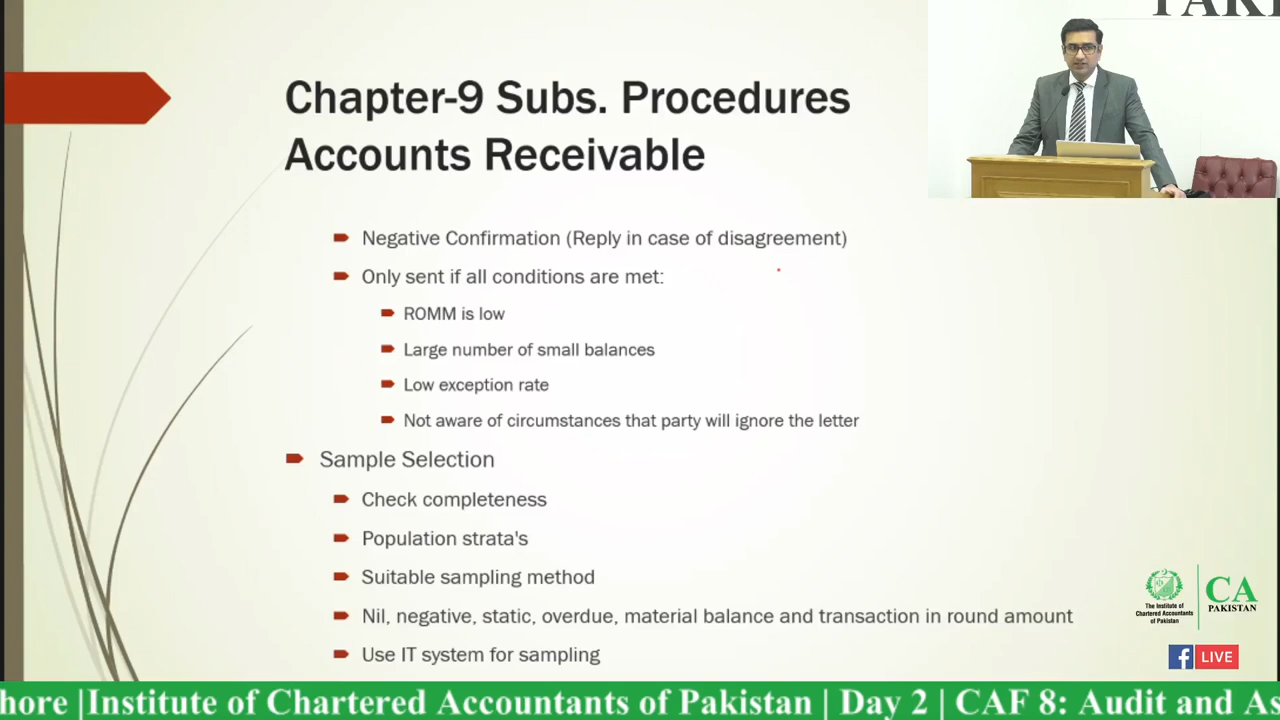 Chapter-9 Subs. Procedures
Accounts Receivable
Negative Confirmation (Reply in case of disagreement)
Only sent if all conditions are met:
ROMM is low
Large number of small balances
Low exception rate
Not aware of circumstances that party will ignore the letter
Sample Selection
Check completeness
Population strata's
Suitable sampling method
Nil, negative, static, overdue, material balance and transaction in round amount
Use IT system for sampling
The Institute of
Chartered Accountants
of Pakistan
CA
PAKISTAN
LIVE
hore |Institute of Chartered Accountants of Pakistan | Day 2 | CAF 8: Audit and As